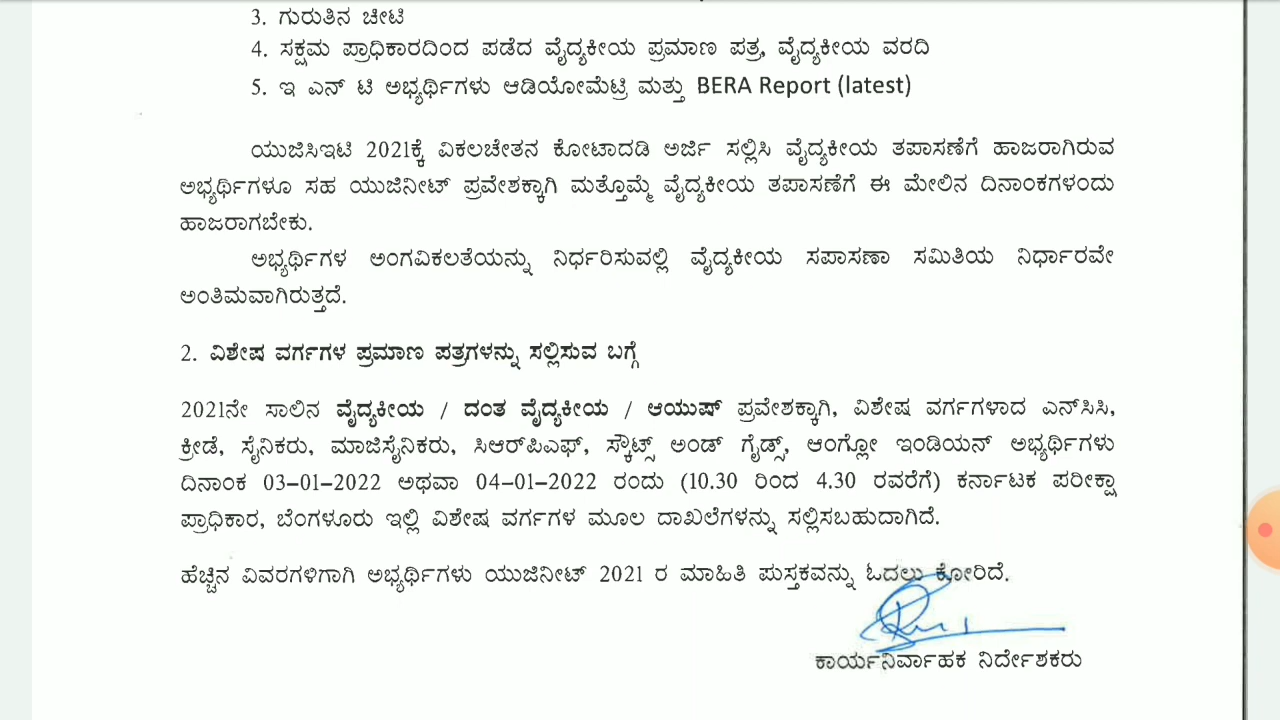 3. ಗುರುತಿನ ಚೀಟಿ
4. ಸಕ್ಷಮ ಪ್ರಾಧಿಕಾರದಿಂದ ಪಡೆದ ವೈದ್ಯಕೀಯ ಪ್ರಮಾಣ ಪತ್ರ, ವೈದ್ಯಕೀಯ ವರದಿ
5. ಇ ಎನ್ ಟಿ ಅಭ್ಯರ್ಥಿಗಳು ಆಡಿಯೋಮೆಟ್ರಿ ಮತ್ತು BERA Report (latest)
ಯುಜಿಸಿಇಟಿ 2021ಕ್ಕೆ ವಿಕಲಚೇತನ ಕೋಟಾದಡಿ ಅರ್ಜಿ ಸಲ್ಲಿಸಿ ವೈದ್ಯಕೀಯ ತಪಾಸಣೆಗೆ ಹಾಜರಾಗಿರುವ
ಅಭ್ಯರ್ಥಿಗಳೂ ಸಹ ಯುಜಿನೀಟ್ ಪ್ರವೇಶಕ್ಕಾಗಿ ಮತ್ತೊಮ್ಮೆ ವೈದ್ಯಕೀಯ ತಪಾಸಣೆಗೆ ಈ ಮೇಲಿನ ದಿನಾಂಕಗಳಂದು
ಹಾಜರಾಗಬೇಕು.
ಅಭ್ಯರ್ಥಿಗಳ ಅಂಗವಿಕಲತೆಯನ್ನು ನಿರ್ಧರಿಸುವಲ್ಲಿ ವೈದ್ಯಕೀಯ ಸಪಾಸಣಾ ಸಮಿತಿಯ ನಿರ್ಧಾರವೇ
ಅಂತಿಮವಾಗಿರುತ್ತದೆ.
2. ವಿಶೇಷ ವರ್ಗಗಳ ಪ್ರಮಾಣ ಪತ್ರಗಳನ್ನು ಸಲ್ಲಿಸುವ ಬಗ್ಗೆ
2021ನೇ ಸಾಲಿನ ವೈದ್ಯಕೀಯ / ದಂತ ವೈದ್ಯಕೀಯ / ಆಯುಷ್ ಪ್ರವೇಶಕ್ಕಾಗಿ, ವಿಶೇಷ ವರ್ಗಗಳಾದ ಎನ್‌ಸಿಸಿ,
ಕ್ರೀಡೆ, ಸೈನಿಕರು, ಮಾಜಿಸೈನಿಕರು, ಸಿಆರ್‌ಪಿಎಫ್, ಸ್ಕೌಟ್ಸ್ ಅಂಡ್ ಗೈಡ್ಸ್, ಆಂಗ್ಲೋ ಇಂಡಿಯನ್ ಅಭ್ಯರ್ಥಿಗಳು
ದಿನಾಂಕ 03-01-2022 ಅಥವಾ 04-01-2022 ರಂದು (10.30 ರಿಂದ 4.30 ರವರೆಗೆ) ಕರ್ನಾಟಕ ಪರೀಕ್ಷಾ
ಪ್ರಾಧಿಕಾರ, ಬೆಂಗಳೂರು ಇಲ್ಲಿ ವಿಶೇಷ ವರ್ಗಗಳ ಮೂಲ ದಾಖಲೆಗಳನ್ನು ಸಲ್ಲಿಸಬಹುದಾಗಿದೆ.
ಹೆಚ್ಚಿನ ವಿವರಗಳಿಗಾಗಿ ಅಭ್ಯರ್ಥಿಗಳು ಯುಜಿನೀಟ್ 2021 ರ ಮಾಹಿತಿ ಪುಸ್ತಕವನ್ನು ಓದಲು ಕೋರಿದೆ.
ಕಾರ್ಯನಿರ್ವಾಹಕ ನಿರ್ದೇಶಕರು